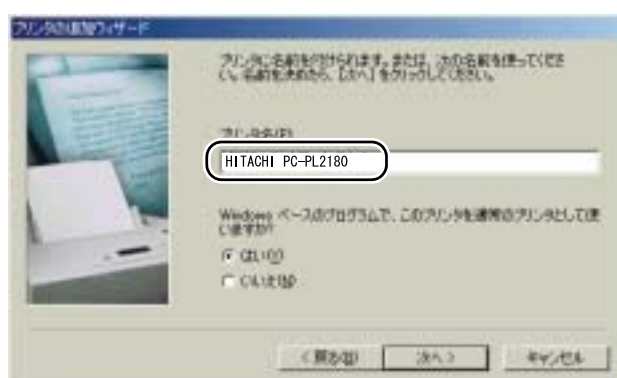 プリンタの追加ウィザード
プリンタに名前を付けられます。または、次の名前を使ってくださ
い。名前を決めたら、[次へ] をクリックしてください。
プリンタ名(P)
HITACHI PC-PL2180
Windows ベースのプログラムで、このプリンタを通常のプリンタとして使
いますか?
はい(Y)
いいえ(N)
< 戻る(B)
次へ >
キャンセル